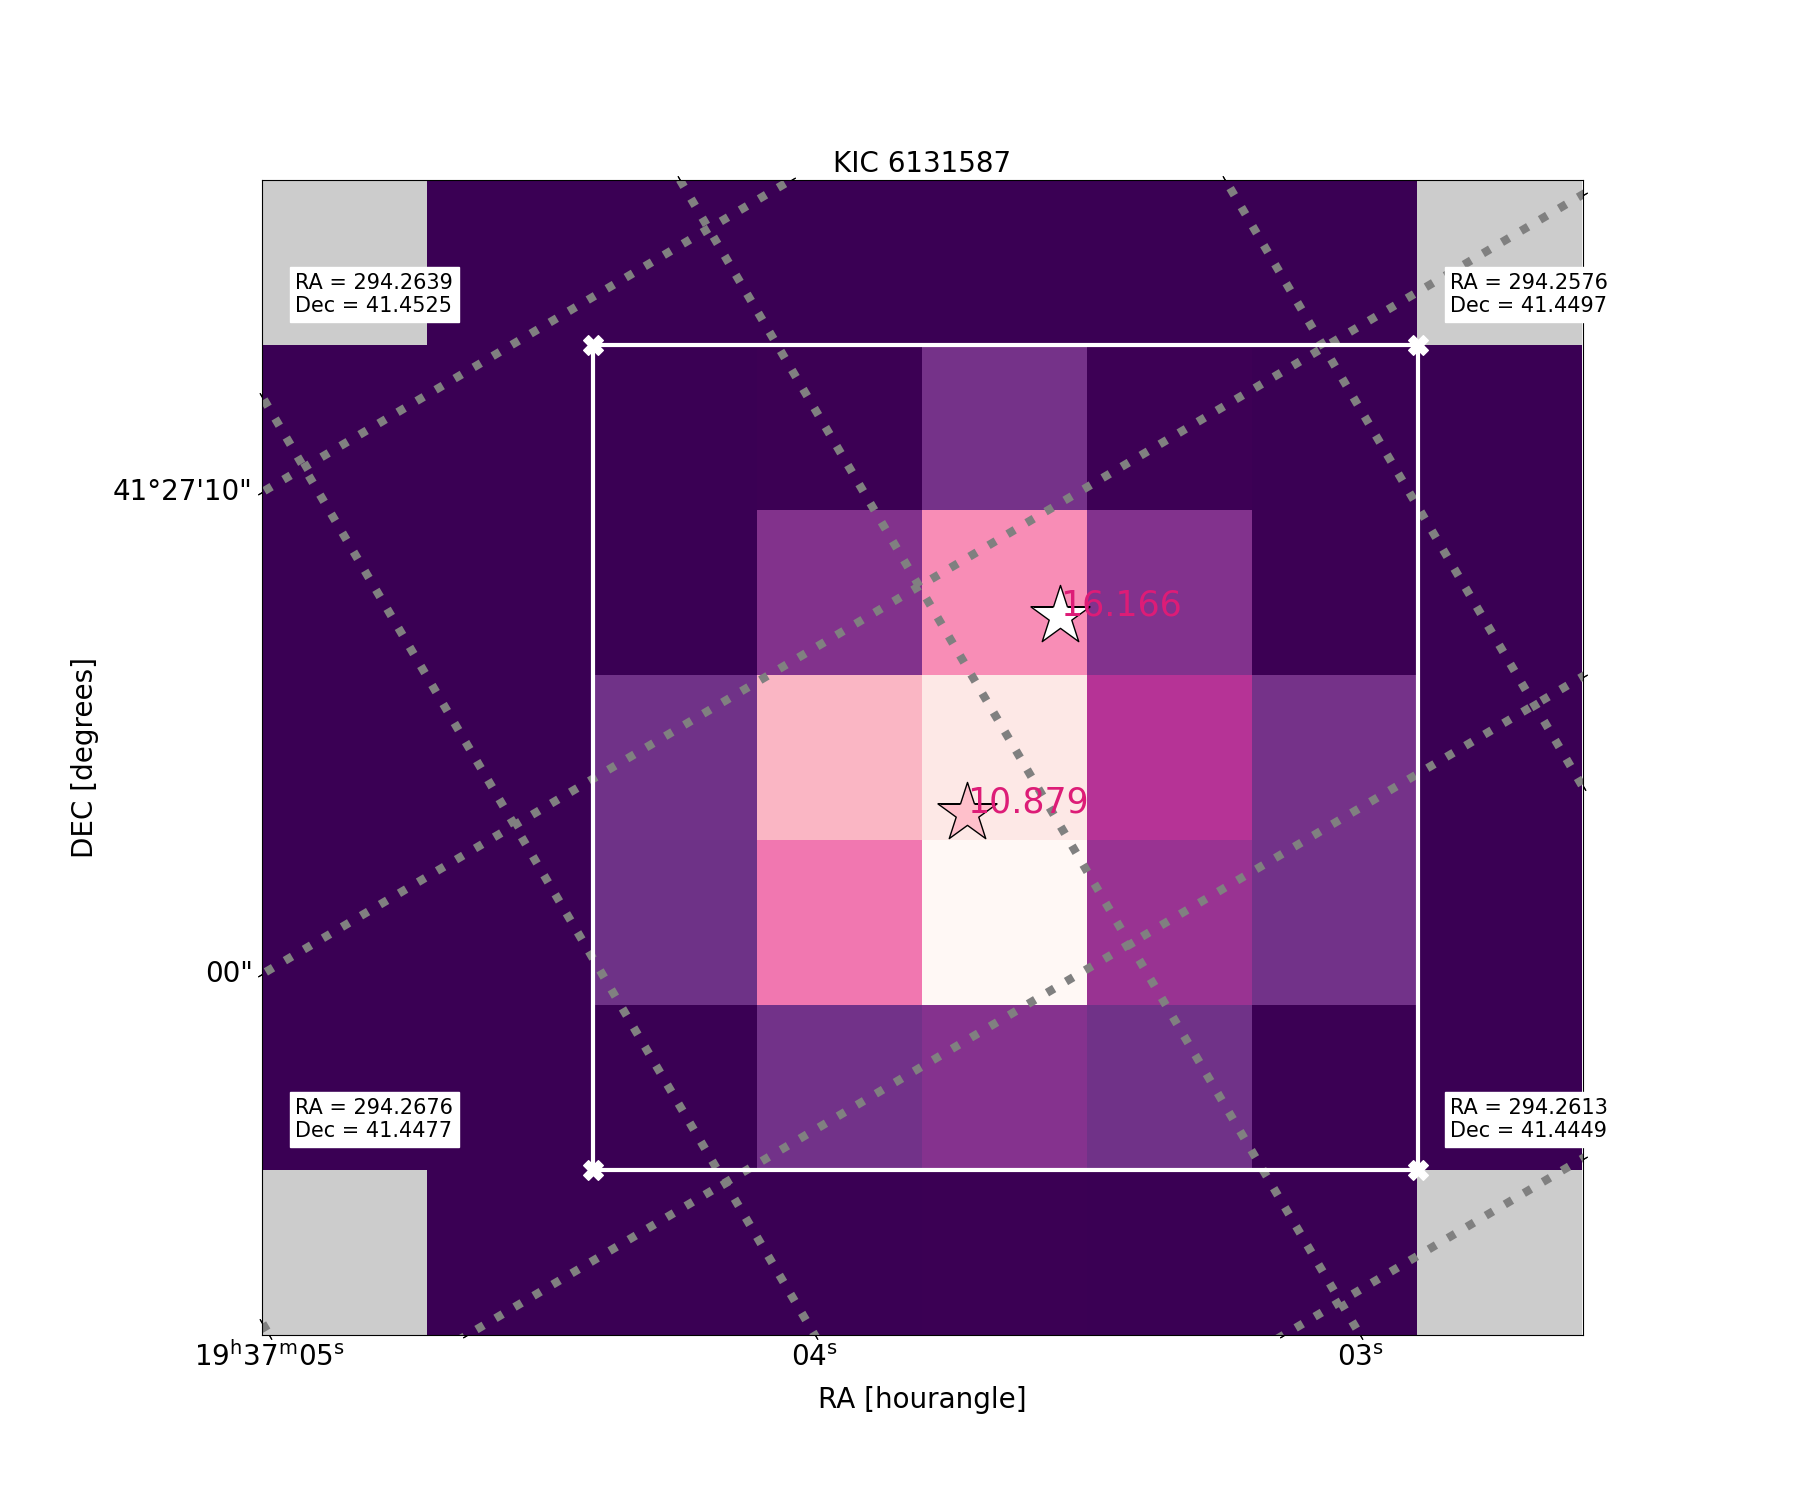 KIC 6131587
RA = 294.2639
Dec = 41.4525
RA = 294.2576
Dec = 41.4497
41°27'10"
16.166
DEC [degrees]
10.879
00"
RA = 294.2676
Dec = 41.4477
RA = 294.2613
Dec = 41.4449
19ʰ37ᵐ05ˢ
04ˢ
03ˢ
RA [hourangle]